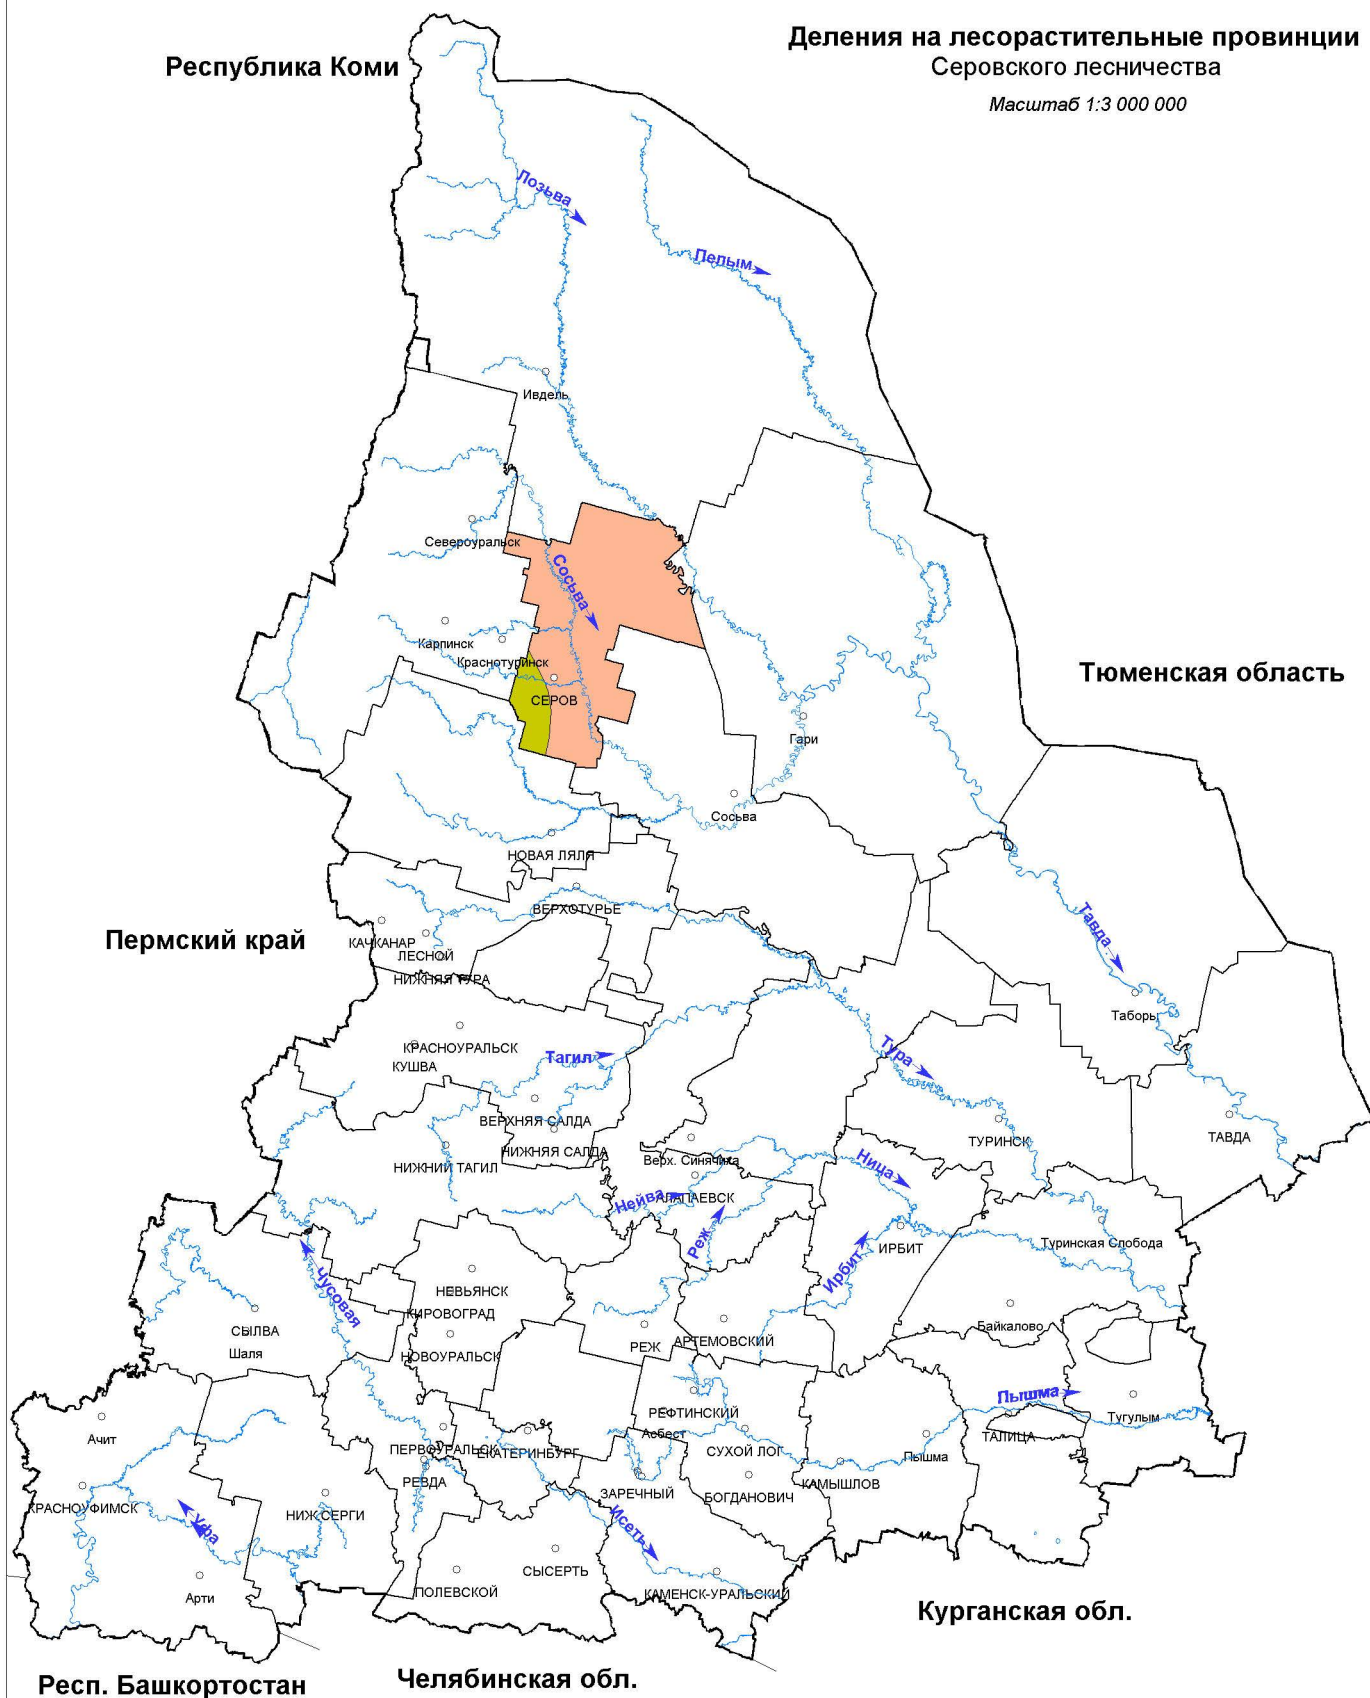 Деления на лесорастительные провинции
Серовского лесничества
Масштаб 1:3 000 000
Республика Коми
Лозьва
Пелым
Ивдель
Североуральск
Сосьва
Карпинск
Краснотурьинск
СЕРОВ
Тюменская область
Гари
Сосьва
НОВАЯ ЛЯЛЯ
ВЕРХОТУРЬЕ
Тавда
Пермский край
КАЧКАНАР
ЛЕСНОЙ
НИЖНЯЯ ТУРА
Таборы
КРАСНОУРАЛЬСК
КУШВА
Тагил
Тура
ВЕРХНЯЯ САЛДА
НИЖНЯЯ САЛДА
НИЖНИЙ ТАГИЛ
ТУРИНСК
ТАВДА
Верх. Синячиха
Ница
Нейва
АЛАПАЕВСК
Реж
ИРБИТ
Ирбит
Туринская Слобода
Чусовая
НЕВЬЯНСК
КИРОВОГРАД
СЫЛВА
Шаля
НОВОУРАЛЬСК
РЕЖ
АРТЕМОВСКИЙ
Байкалово
Пышма
Тугулым
ТАЛИЦА
РЕФТИНСКИЙ
Асбест
СУХОЙ ЛОГ
Ачит
ПЕРВОУРАЛЬСК
ЕКАТЕРИНБУРГ
Пышма
РЕВДА
КАМЫШЛОВ
ЗАРЕЧНЫЙ
БОГДАНОВИЧ
КРАСНОУФИМСК
НИЖ.СЕРГИ
Уфа
Исеть
СЫСЕРТЬ
ПОЛЕВСКОЙ
КАМЕНСК-УРАЛЬСКИЙ
Арти
Курганская обл.
Челябинская обл.
Респ. Башкортостан